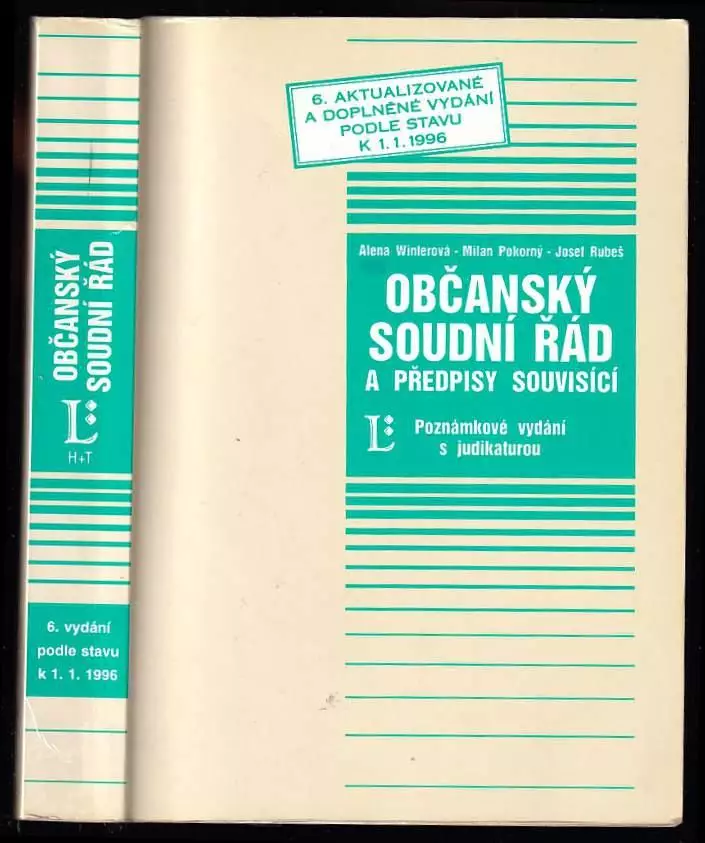 OBČANSKÝ
SOUDNÍ ŘÁD
L
H+T
6. vydání
podle stavu
k 1. 1. 1996
6. AKTUALIZOVANÉ
A DOPLNĚNÉ VYDÁNÍ
PODLE STAVU
K 1. 1. 1996
Alena Winterová - Milan Pokorný - Josef Rubeš
OBČANSKÝ
SOUDNÍ ŘÁD
A PŘEDPISY SOUVISÍCÍ
L
Poznámkové vydání
s judikaturou